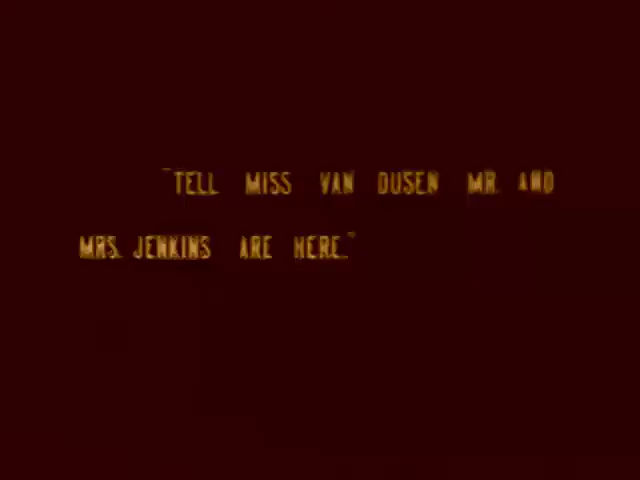 "TELL MISS VAN DUSEN MR. AND
MRS. JENKINS ARE HERE."